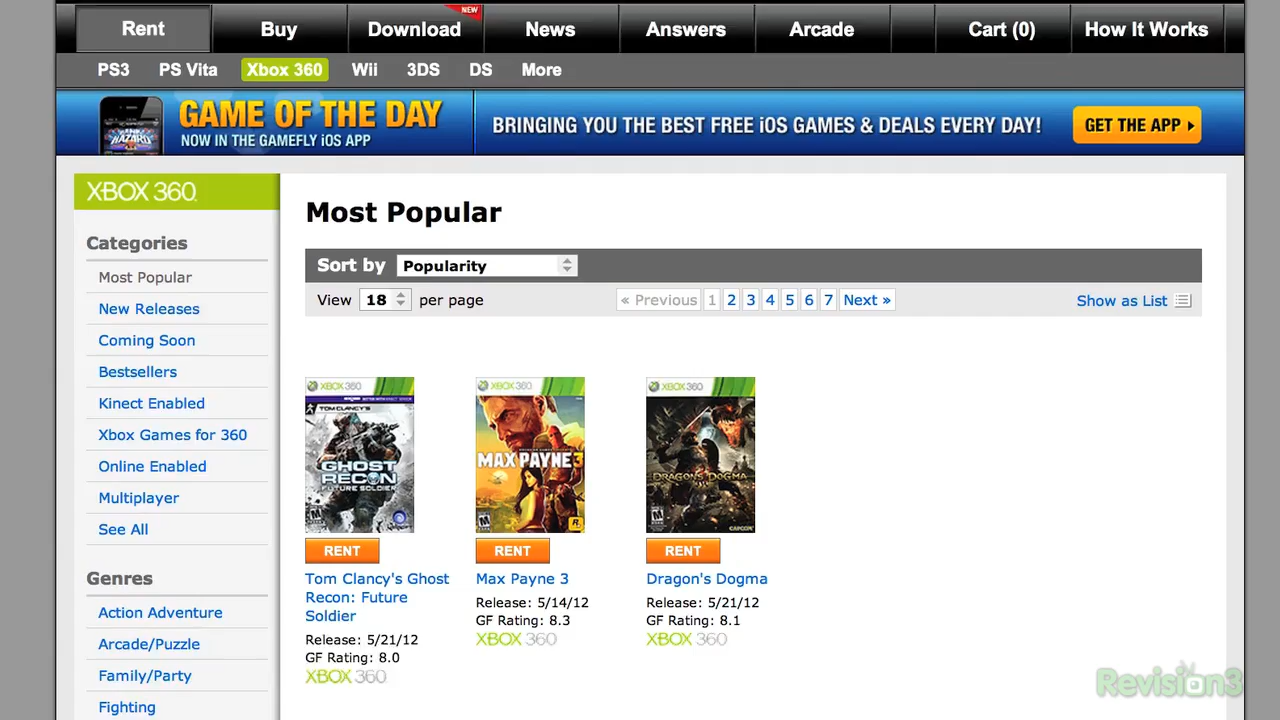 Rent Buy Download NEW News Answers Arcade Cart (0) How It Works
PS3 PS Vita Xbox 360 Wii 3DS DS More
GAME OF THE DAY
NOW IN THE GAMEFLY iOS APP
BRINGING YOU THE BEST FREE iOS GAMES & DEALS EVERY DAY!
GET THE APP
XBOX 360
Categories
Most Popular
New Releases
Coming Soon
Bestsellers
Kinect Enabled
Xbox Games for 360
Online Enabled
Multiplayer
See All
Genres
Action Adventure
Arcade/Puzzle
Family/Party
Fighting
Most Popular
Sort by Popularity
View 18 per page
« Previous 1 2 3 4 5 6 7 Next »
Show as List
XBOX 360
TOM CLANCY'S
GHOST
RECON
FUTURE SOLDIER
RENT
Tom Clancy's Ghost
Recon: Future
Soldier
Release: 5/21/12
GF Rating: 8.0
XBOX 360
XBOX 360
MAX PAYNE 3
RENT
Max Payne 3
Release: 5/14/12
GF Rating: 8.3
XBOX 360
XBOX 360
DRAGON'S DOGMA
CAPCOM
RENT
Dragon's Dogma
Release: 5/21/12
GF Rating: 8.1
XBOX 360
Revision3